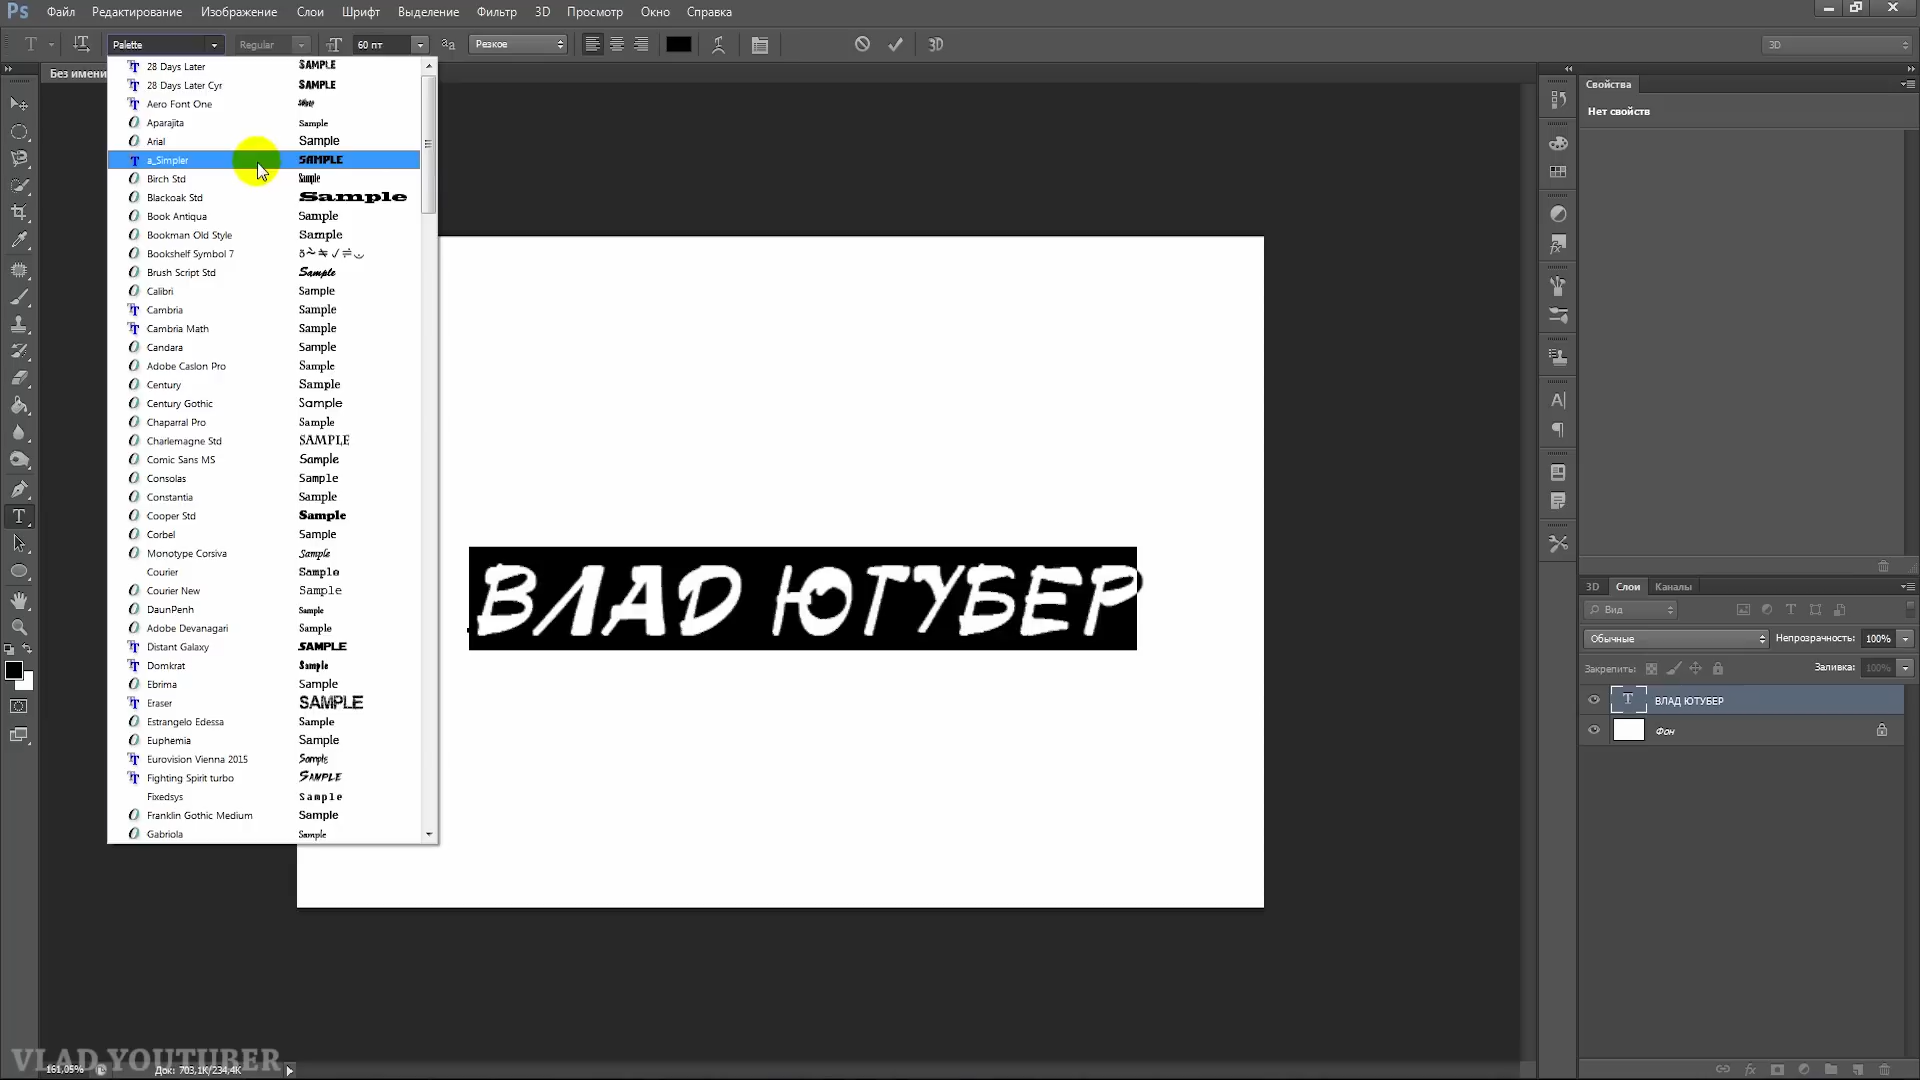 Ps Файл Редактирование Изображение Слои Шрифт Выделение Фильтр 3D Просмотр Окно Справка
Palette Regular 60 пт aa Резкое 3D 3D
Без имени
28 Days Later SAMPLE
28 Days Later Cyr SAMPLE
Aero Font One
Aparajita Sample
Arial Sample
a_Simpler SAMPLE
Birch Std Sample
Blackoak Std Sample
Book Antiqua Sample
Bookman Old Style Sample
Bookshelf Symbol 7
Brush Script Std Sample
Calibri Sample
Cambria Sample
Cambria Math Sample
Candara Sample
Adobe Caslon Pro Sample
Century Sample
Century Gothic Sample
Chaparral Pro Sample
Charlemagne Std SAMPLE
Comic Sans MS Sample
Consolas Sample
Constantia Sample
Cooper Std Sample
Corbel Sample
Monotype Corsiva Sample
Courier Sample
Courier New Sample
DaunPenh Sample
Adobe Devanagari Sample
Distant Galaxy SAMPLE
Domkrat Sample
Ebrima Sample
Eraser SAMPLE
Estrangelo Edessa Sample
Euphemia Sample
Eurovision Vienna 2015 Sample
Fighting Spirit turbo SAMPLE
Fixedsys Sample
Franklin Gothic Medium Sample
Gabriola Sample
ВЛАД ЮТУБЕР
Свойства
Нет свойств
3D Слои Каналы
Вид
Обычные Непрозрачность: 100%
Закрепить: Заливка: 100%
ВЛАД ЮТУБЕР
Фон
VLAD YOUTUBER
161,05% Док: 703,1K/234,4K